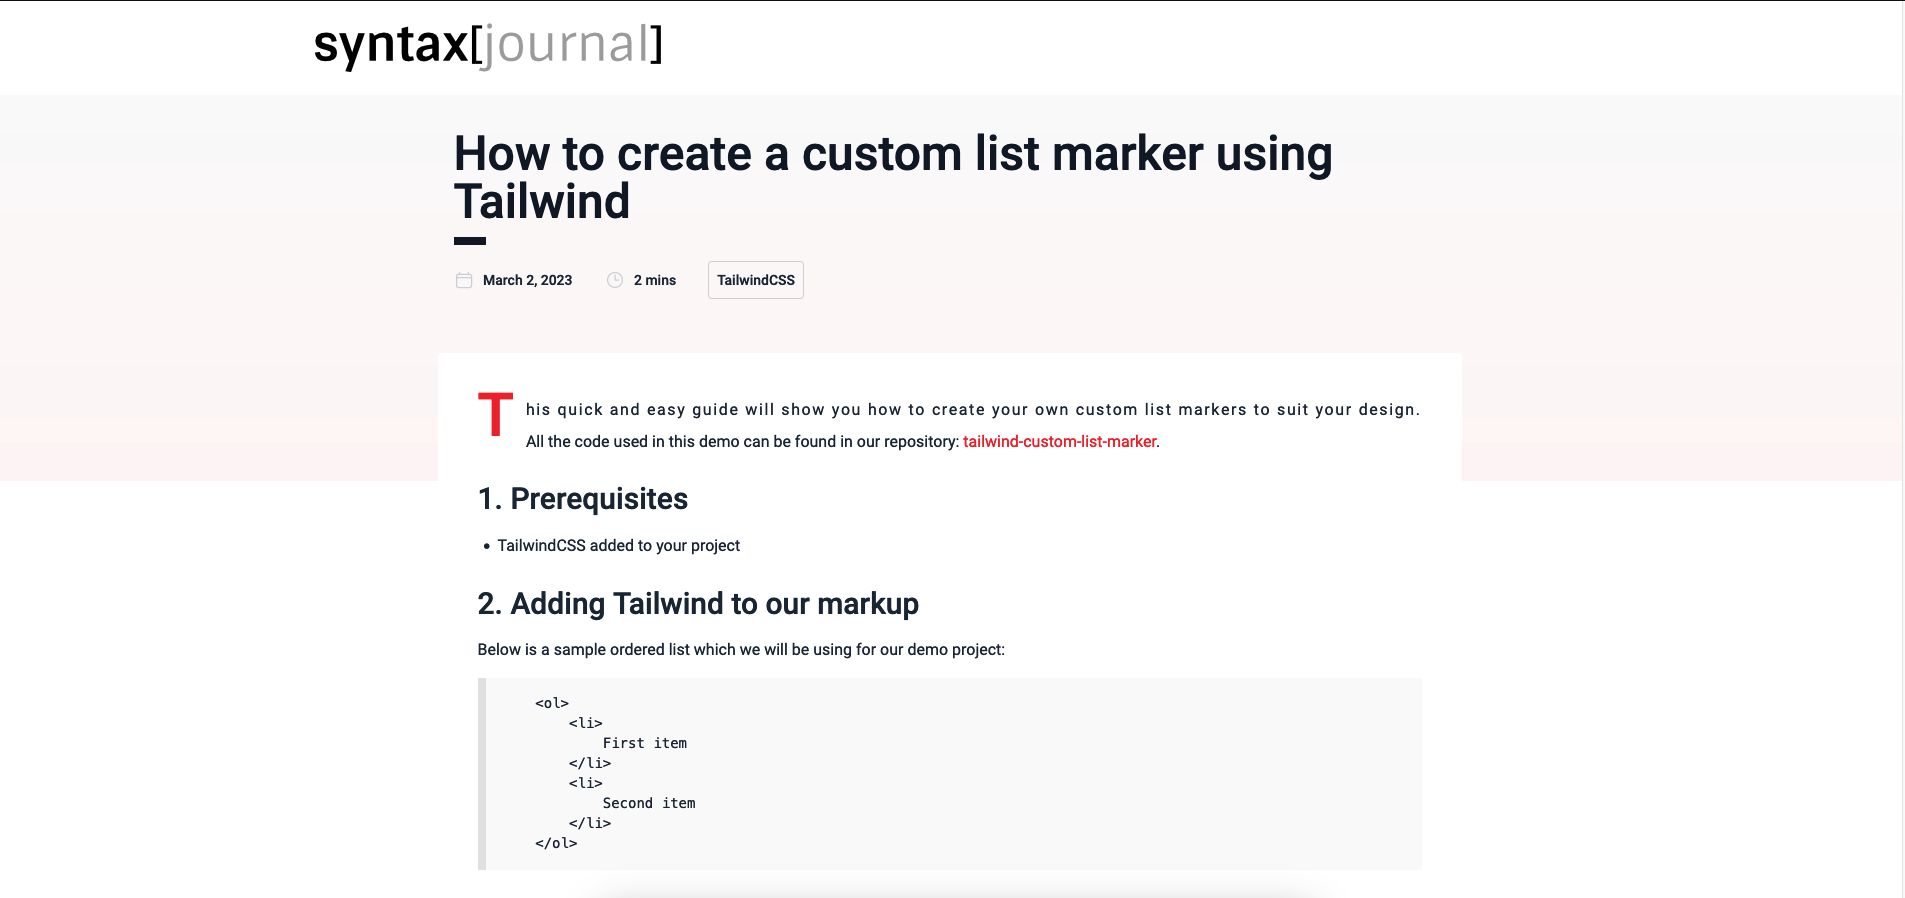 syntax[journal]
How to create a custom list marker using
Tailwind
March 2, 2023 2 mins TailwindCSS
This quick and easy guide will show you how to create your own custom list markers to suit your design.
All the code used in this demo can be found in our repository: tailwind-custom-list-marker.
1. Prerequisites
• TailwindCSS added to your project
2. Adding Tailwind to our markup
Below is a sample ordered list which we will be using for our demo project:
<ol>
    <li>
        First item
    </li>
    <li>
        Second item
    </li>
</ol>